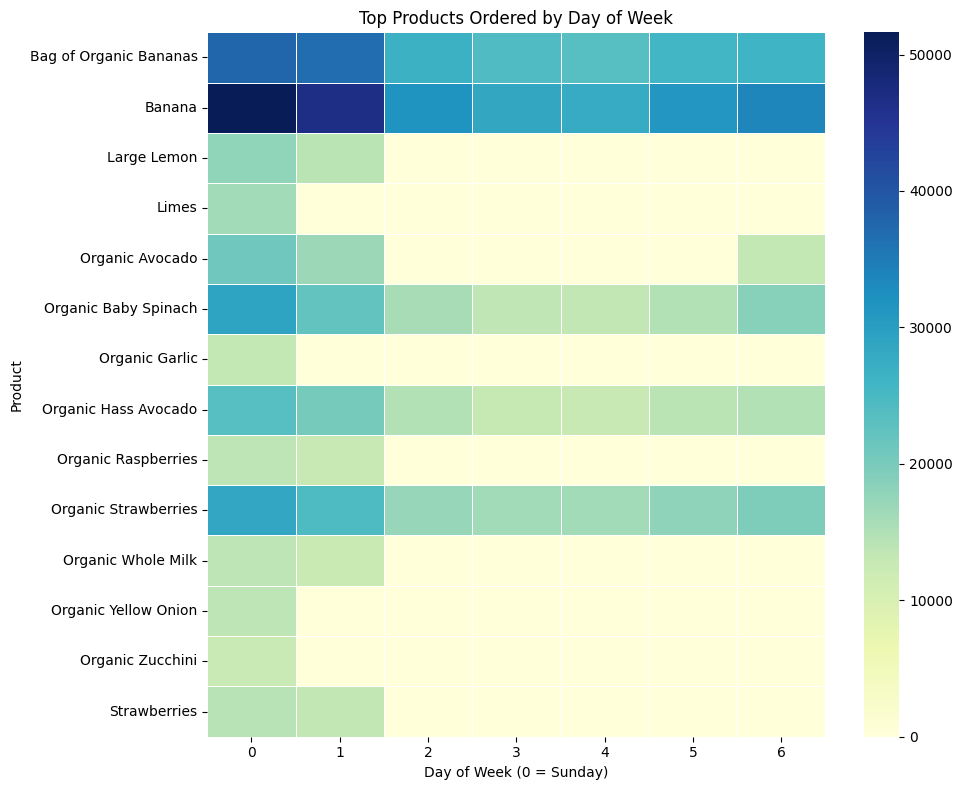 Top Products Ordered by Day of Week
Product
Bag of Organic Bananas
Banana
Large Lemon
Limes
Organic Avocado
Organic Baby Spinach
Organic Garlic
Organic Hass Avocado
Organic Raspberries
Organic Strawberries
Organic Whole Milk
Organic Yellow Onion
Organic Zucchini
Strawberries
0 1 2 3 4 5 6
Day of Week (0 = Sunday)
50000
40000
30000
20000
10000
0